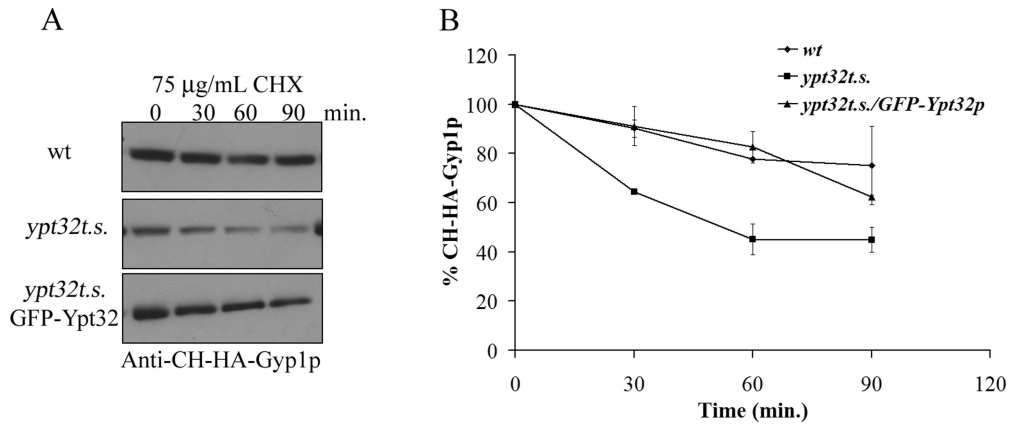 A
75 µg/mL CHX
0 30 60 90 min.
wt
ypt32t.s.
ypt32t.s.
GFP-Ypt32
Anti-CH-HA-Gyp1p
B
% CH-HA-Gyp1p
120
100
80
60
40
20
0
0 30 60 90 120
Time (min.)
wt
ypt32t.s.
ypt32t.s./GFP-Ypt32p